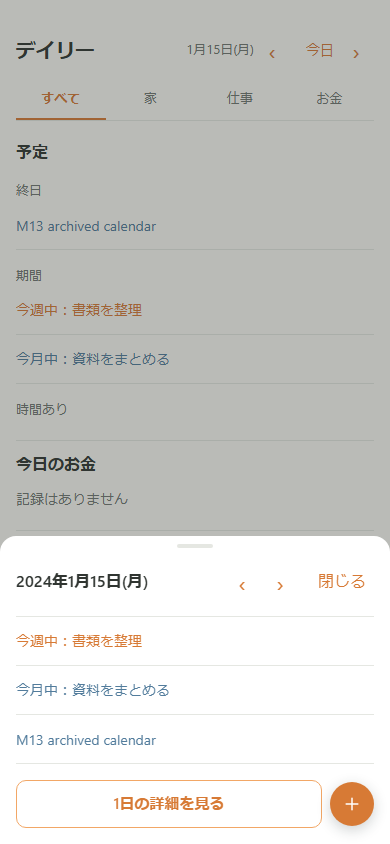 デイリー 1月15日(月) ‹ 今日 ›
すべて 家 仕事 お金
予定
終日
M13 archived calendar
期間
今週中：書類を整理
今月中：資料をまとめる
時間あり
今日のお金
記録はありません
2024年1月15日(月) ‹ › 閉じる
今週中：書類を整理
今月中：資料をまとめる
M13 archived calendar
1日の詳細を見る +